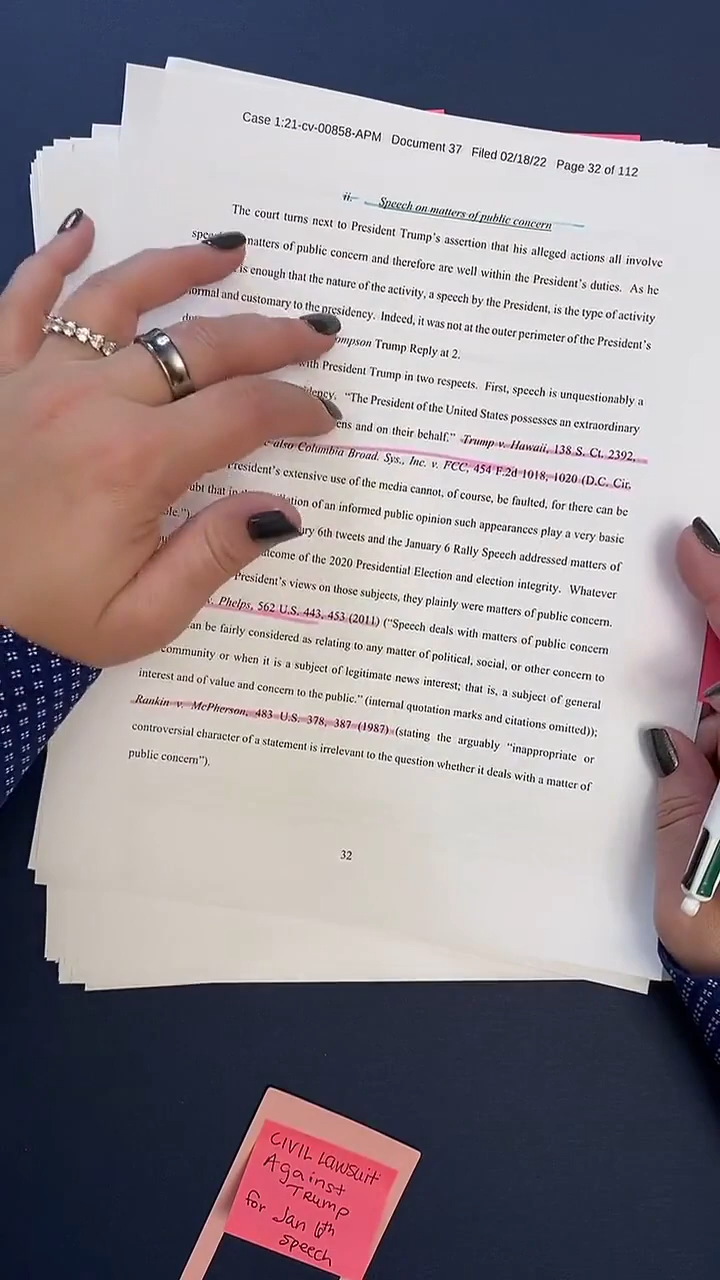 Case 1:21-cv-00858-APM Document 37 Filed 02/18/22 Page 32 of 112
ii. Speech on matters of public concern
The court turns next to President Trump's assertion that his alleged actions all involve
matters of public concern and therefore are well within the President's duties. As he
is enough that the nature of the activity, a speech by the President, is the type of activity
normal and customary to the presidency. Indeed, it was not at the outer perimeter of the President's
Trump Reply at 2.
with President Trump in two respects. First, speech is unquestionably a
"The President of the United States possesses an extraordinary
and on their behalf." Trump v. Hawaii, 138 S. Ct. 2392,
also Columbia Broad. Sys., Inc. v. FCC, 454 F.2d 1018, 1020 (D.C. Cir.
President's extensive use of the media cannot, of course, be faulted, for there can be
that in of an informed public opinion such appearances play a very basic
6th tweets and the January 6 Rally Speech addressed matters of
of the 2020 Presidential Election and election integrity. Whatever
President's views on those subjects, they plainly were matters of public concern.
v. Phelps, 562 U.S. 443, 453 (2011) ("Speech deals with matters of public concern
can be fairly considered as relating to any matter of political, social, or other concern to
community or when it is a subject of legitimate news interest; that is, a subject of general
interest and of value and concern to the public." (internal quotation marks and citations omitted));
Rankin v. McPherson, 483 U.S. 378, 387 (1987) (stating the arguably "inappropriate or
controversial character of a statement is irrelevant to the question whether it deals with a matter of
public concern").
32
CIVIL LAWSUIT
Against
TRUMP
for Jan 6th
speech